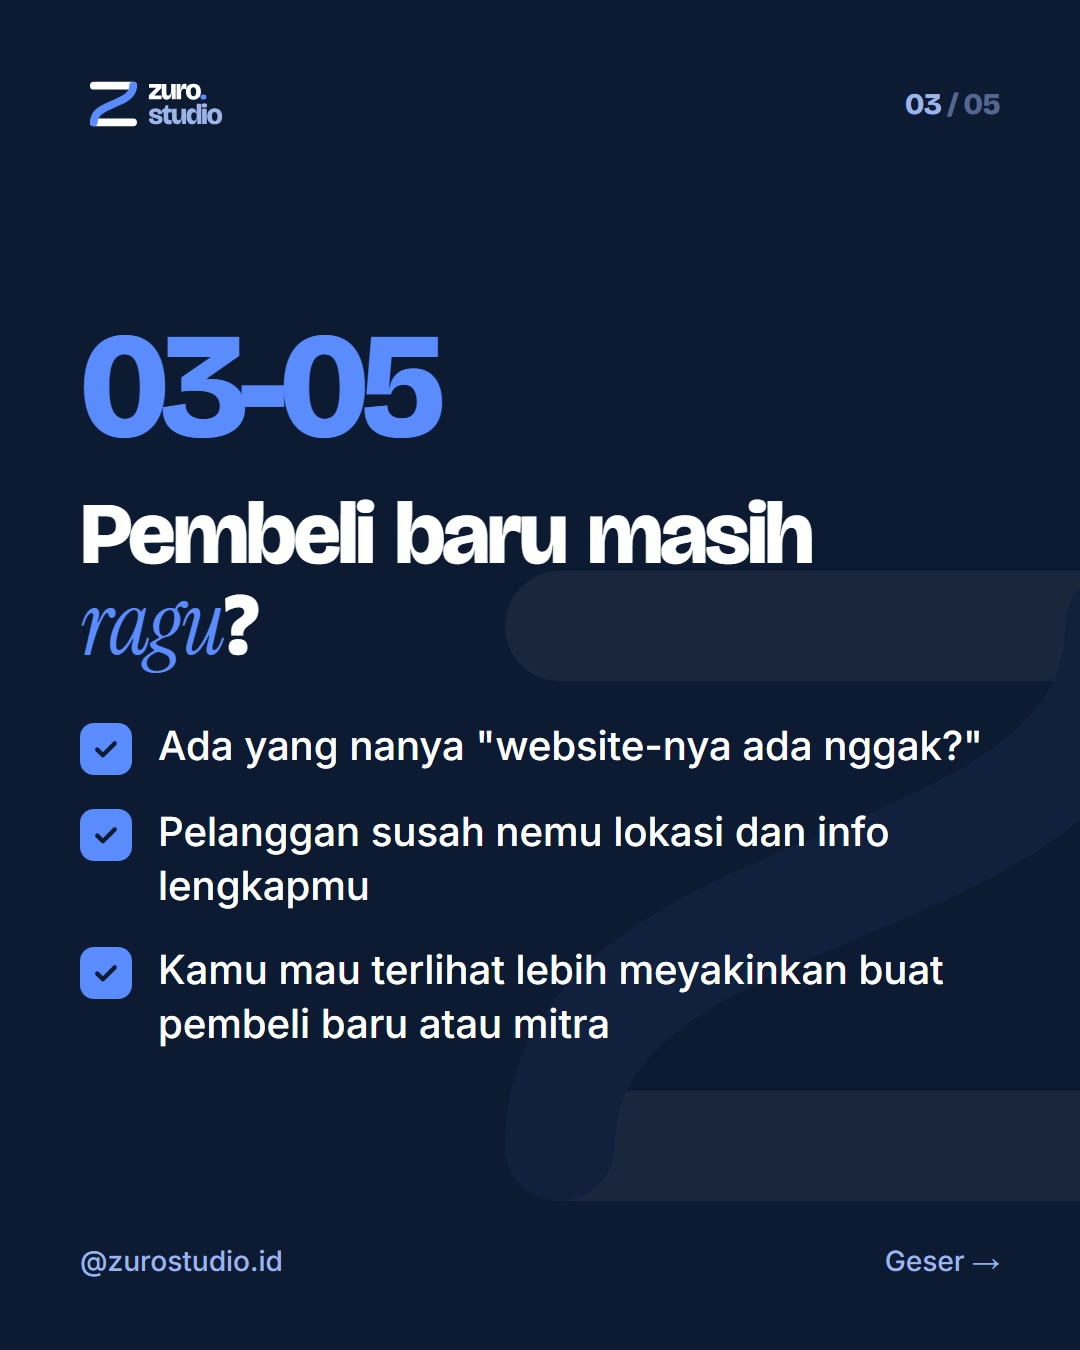 zuro.
studio
03 / 05
03-05
Pembeli baru masih
ragu?
Ada yang nanya "website-nya ada nggak?"
Pelanggan susah nemu lokasi dan info
lengkapmu
Kamu mau terlihat lebih meyakinkan buat
pembeli baru atau mitra
@zurostudio.id
Geser →